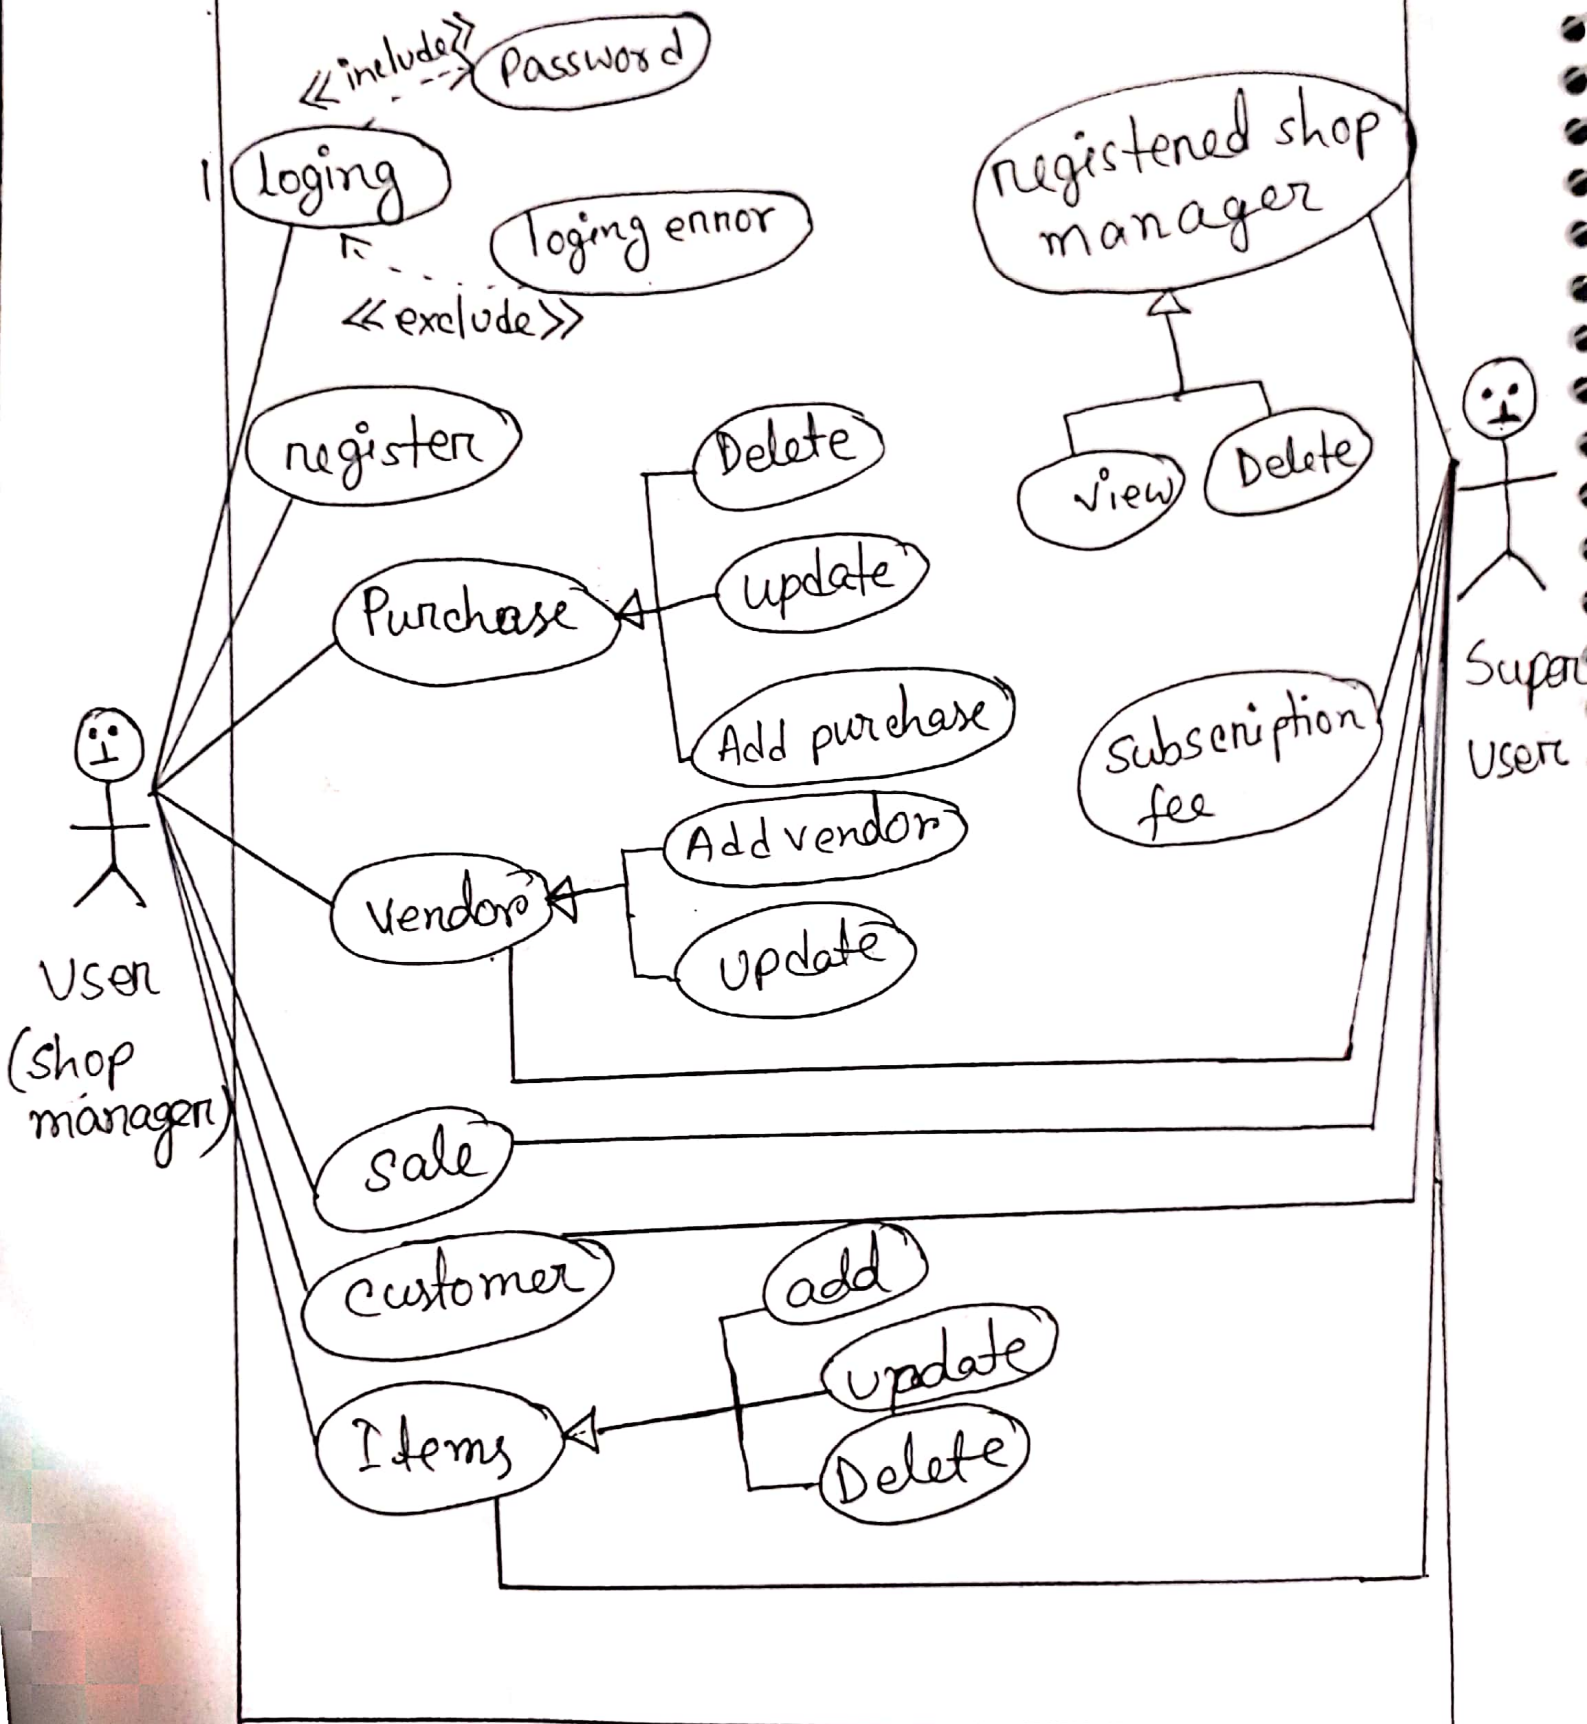 <<include>>
Password
loging
loging error
<<exclude>>
registered shop
manager
register
Delete
view
Delete
update
Purchase
Add purchase
Subscription
fee
Super
user
Add vendor
vendor
update
User
(shop
manager)
sale
customer
add
update
Items
Delete